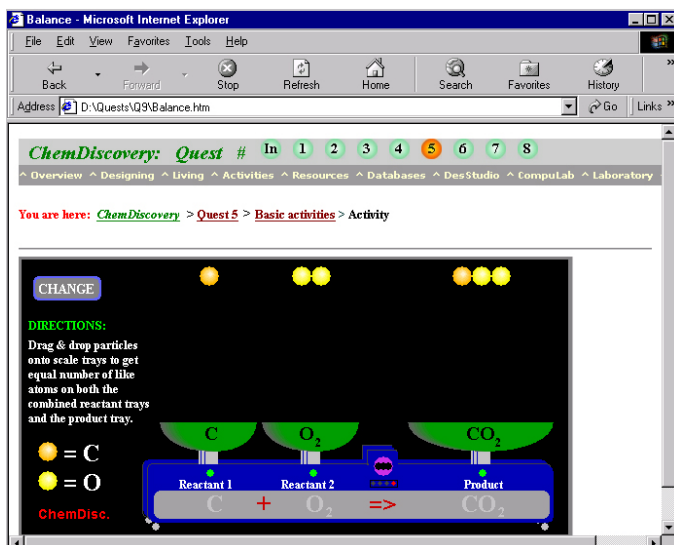 Balance - Microsoft Internet Explorer
File Edit View Favorites Tools Help
Back Forward Stop Refresh Home Search Favorites History »
Address D:\Quests\Q9\Balance.htm Go Links »
ChemDiscovery: Quest # In 1 2 3 4 5 6 7 8
^ Overview ^ Designing ^ Living ^ Activities ^ Resources ^ Databases ^ DesStudio ^ CompuLab ^ Laboratory
You are here: ChemDiscovery > Quest 5 > Basic activities > Activity
CHANGE
DIRECTIONS:
Drag & drop particles
onto scale trays to get
equal number of like
atoms on both the
combined reactant trays
and the product tray.
= C
= O
ChemDisc.
C O2 CO2
Reactant 1 Reactant 2 Product
C + O2 => CO2